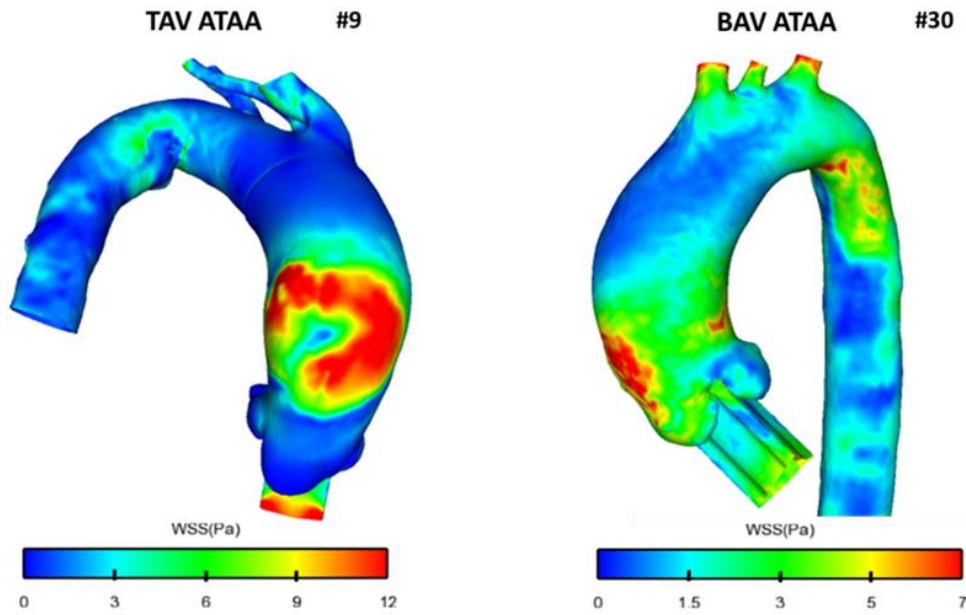 TAV ATAA #9
BAV ATAA #30
WSS(Pa)
0 3 6 9 12
WSS(Pa)
0 1.5 3 5 7